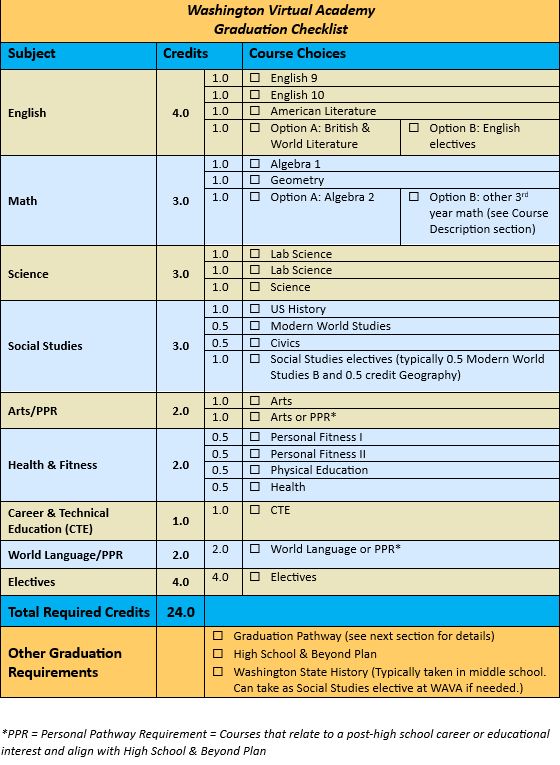 Washington Virtual Academy
Graduation Checklist
Subject Credits Course Choices
English 4.0
1.0 ☐ English 9
1.0 ☐ English 10
1.0 ☐ American Literature
1.0 ☐ Option A: British & ☐ Option B: English
World Literature electives
Math 3.0
1.0 ☐ Algebra 1
1.0 ☐ Geometry
1.0 ☐ Option A: Algebra 2 ☐ Option B: other 3rd
year math (see Course
Description section)
Science 3.0
1.0 ☐ Lab Science
1.0 ☐ Lab Science
1.0 ☐ Science
Social Studies 3.0
1.0 ☐ US History
0.5 ☐ Modern World Studies
0.5 ☐ Civics
1.0 ☐ Social Studies electives (typically 0.5 Modern World
Studies B and 0.5 credit Geography)
Arts/PPR 2.0
1.0 ☐ Arts
1.0 ☐ Arts or PPR*
Health & Fitness 2.0
0.5 ☐ Personal Fitness I
0.5 ☐ Personal Fitness II
0.5 ☐ Physical Education
0.5 ☐ Health
Career & Technical
Education (CTE) 1.0
1.0 ☐ CTE
World Language/PPR 2.0 2.0 ☐ World Language or PPR*
Electives 4.0 4.0 ☐ Electives
Total Required Credits 24.0
Other Graduation
Requirements
☐ Graduation Pathway (see next section for details)
☐ High School & Beyond Plan
☐ Washington State History (Typically taken in middle school.
Can take as Social Studies elective at WAVA if needed.)
*PPR = Personal Pathway Requirement = Courses that relate to a post-high school career or educational
interest and align with High School & Beyond Plan